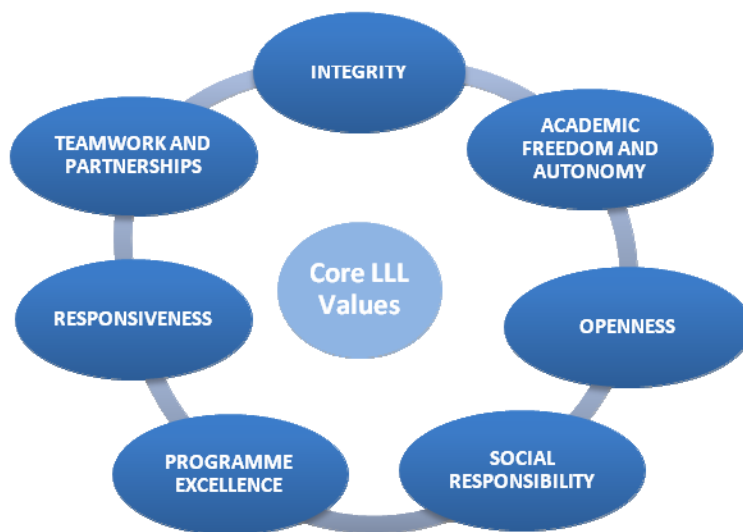 INTEGRITY
ACADEMIC
FREEDOM AND
AUTONOMY
OPENNESS
SOCIAL
RESPONSIBILITY
PROGRAMME
EXCELLENCE
RESPONSIVENESS
TEAMWORK AND
PARTNERSHIPS
Core LLL
Values